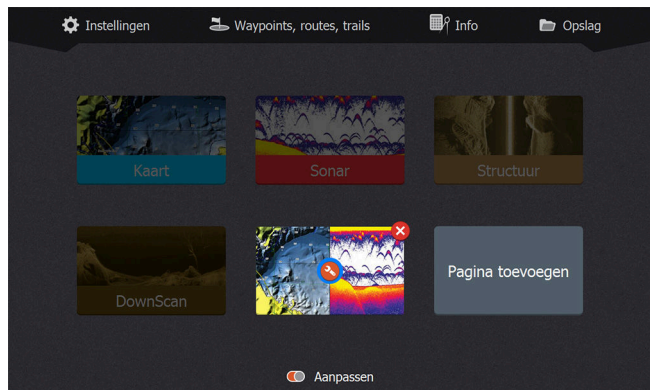 Instellingen
Waypoints, routes, trails
Info
Opslag
Kaart
Sonar
Structuur
DownScan
Pagina toevoegen
Aanpassen